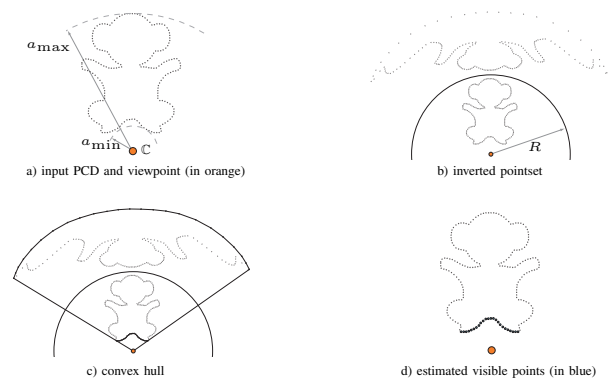 a_max
a_min
ℂ
a) input PCD and viewpoint (in orange)
R
b) inverted pointset
c) convex hull
d) estimated visible points (in blue)